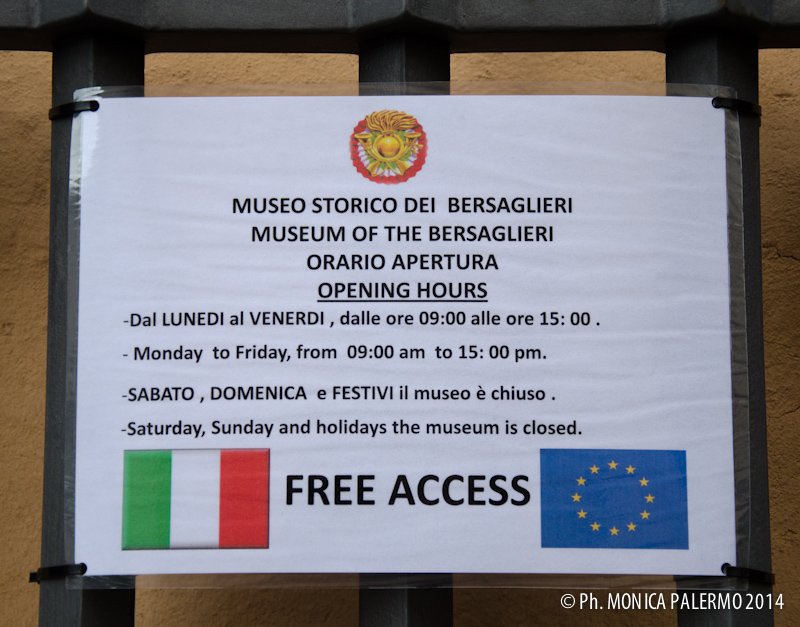 MUSEO STORICO DEI BERSAGLIERI
MUSEUM OF THE BERSAGLIERI
ORARIO APERTURA
OPENING HOURS
-Dal LUNEDI al VENERDI , dalle ore 09:00 alle ore 15: 00 .
- Monday to Friday, from 09:00 am to 15: 00 pm.
-SABATO , DOMENICA e FESTIVI il museo è chiuso .
-Saturday, Sunday and holidays the museum is closed.
FREE ACCESS
© Ph. MONICA PALERMO 2014